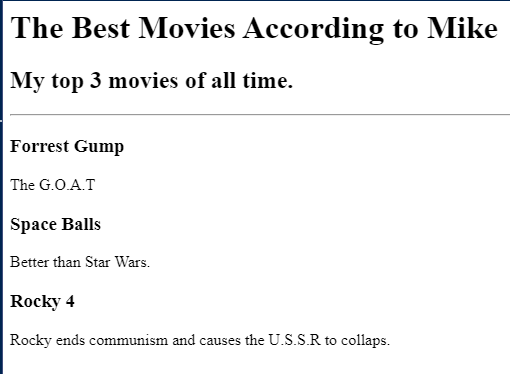 The Best Movies According to Mike
My top 3 movies of all time.
Forrest Gump
The G.O.A.T
Space Balls
Better than Star Wars.
Rocky 4
Rocky ends communism and causes the U.S.S.R to collaps.